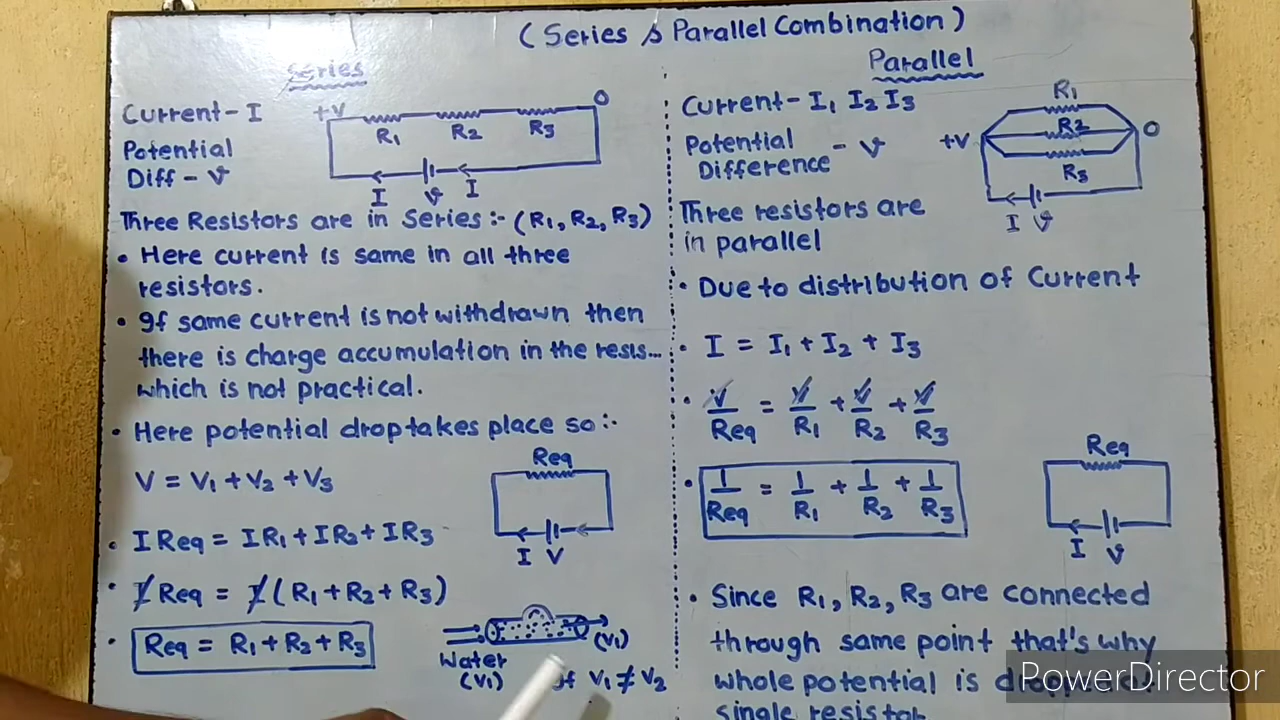 (Series & Parallel Combination)
Series
Current - I
Potential
Diff - V
+V
0
R1
R2
R3
I
V
I
Three Resistors are in Series :- (R1, R2, R3)
• Here current is same in all three
resistors.
• If same current is not withdrawn then
there is charge accumulation in the resis...
which is not practical.
• Here potential drop takes place so :-
V = V1 + V2 + V3
• I Req = IR1 + IR2 + IR3
• I Req = I (R1 + R2 + R3)
• Req = R1 + R2 + R3
Req
I
V
Water
(V1)
(V1)
If V1 ≠ V2
Parallel
Current - I1 I2 I3
Potential
Difference - V
+V
0
R1
R2
R3
I
V
Three resistors are
in parallel
• Due to distribution of Current
• I = I1 + I2 + I3
• V/Req = V/R1 + V/R2 + V/R3
• 1/Req = 1/R1 + 1/R2 + 1/R3
Req
I
V
• Since R1, R2, R3 are connected
through same point that's why
whole potential is
single resistor
PowerDirector